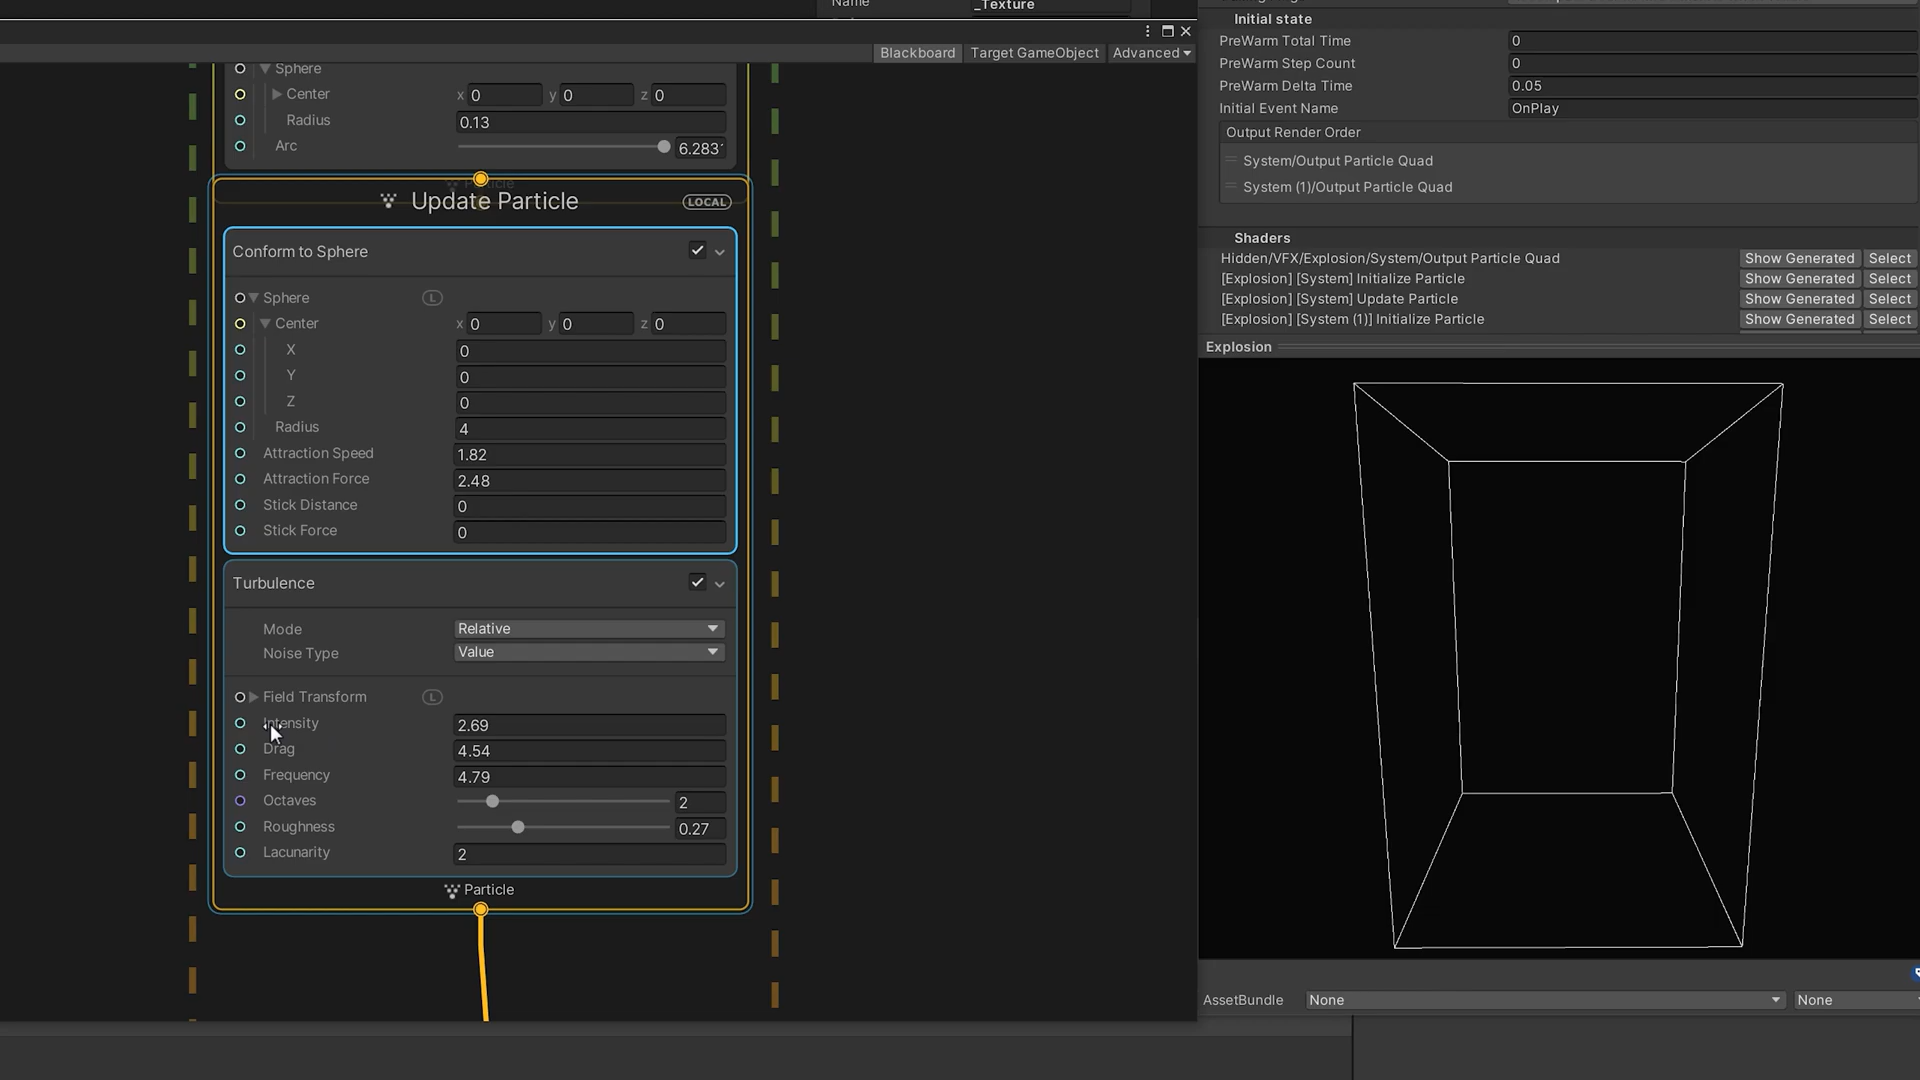 Name _Texture
Blackboard Target GameObject Advanced
Sphere
Center x 0 y 0 z 0
Radius 0.13
Arc 6.283
Particle
Update Particle LOCAL
Conform to Sphere
Sphere L
Center x 0 y 0 z 0
X 0
Y 0
Z 0
Radius 4
Attraction Speed 1.82
Attraction Force 2.48
Stick Distance 0
Stick Force 0
Turbulence
Mode Relative
Noise Type Value
Field Transform L
Intensity 2.69
Drag 4.54
Frequency 4.79
Octaves 2
Roughness 0.27
Lacunarity 2
Particle
Initial state
PreWarm Total Time 0
PreWarm Step Count 0
PreWarm Delta Time 0.05
Initial Event Name OnPlay
Output Render Order
System/Output Particle Quad
System (1)/Output Particle Quad
Shaders
Hidden/VFX/Explosion/System/Output Particle Quad Show Generated Select
[Explosion] [System] Initialize Particle Show Generated Select
[Explosion] [System] Update Particle Show Generated Select
[Explosion] [System (1)] Initialize Particle Show Generated Select
Explosion
AssetBundle None None